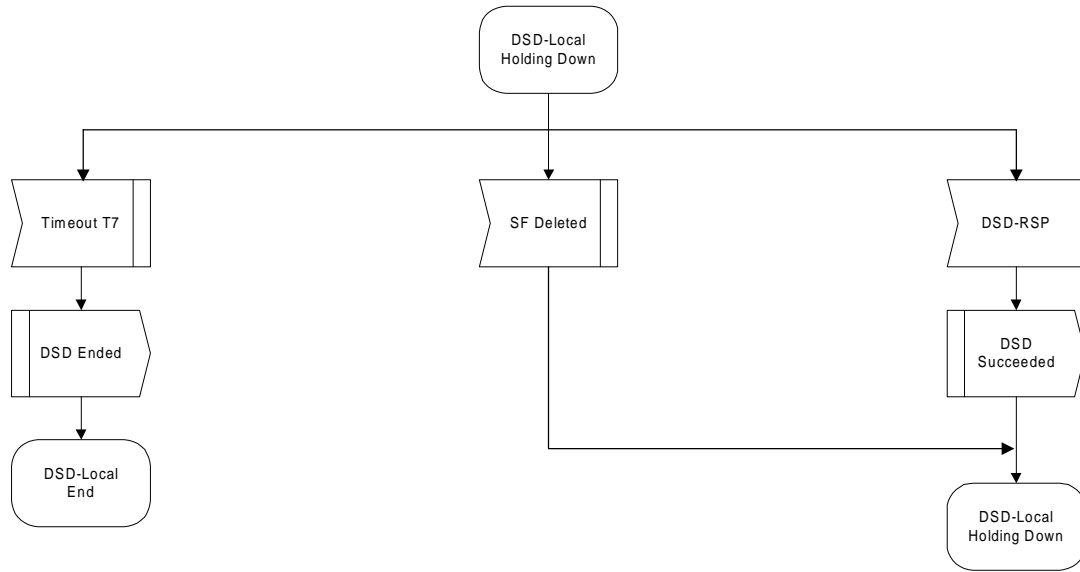 DSD-Local
Holding Down
Timeout T7
SF Deleted
DSD-RSP
DSD Ended
DSD
Succeeded
DSD-Local
End
DSD-Local
Holding Down